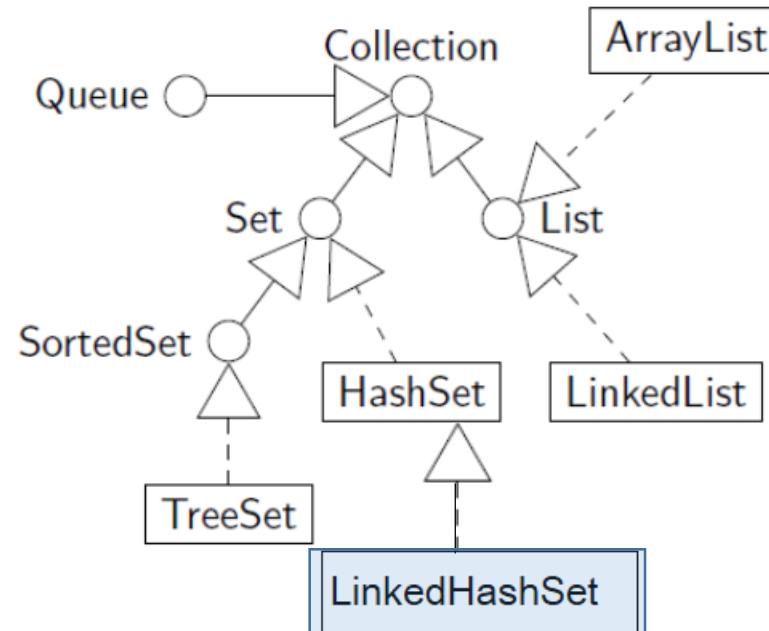 Collection
ArrayList
Queue
Set
List
SortedSet
HashSet
LinkedList
TreeSet
LinkedHashSet